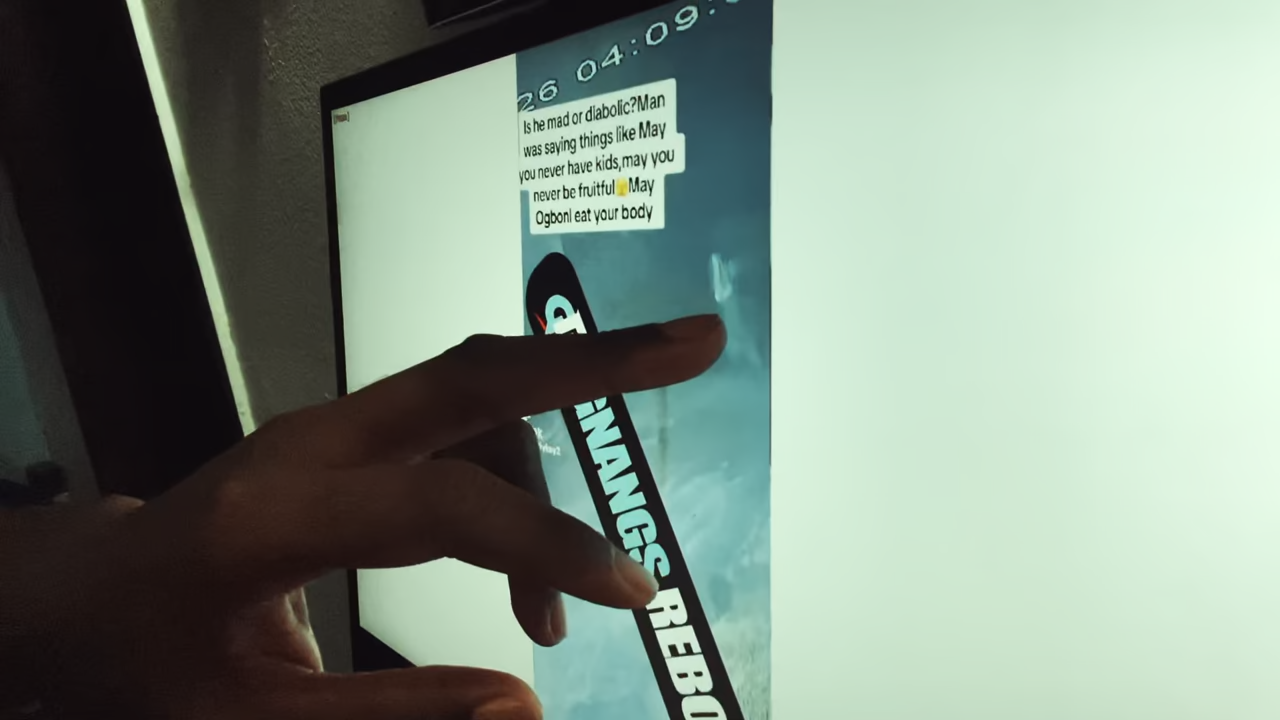 26 04:09:
Is he mad or diabolic?Man
was saying things like May
you never have kids,may you
never be fruitful🫣May
Ogboni eat your body
GNANGS REBO